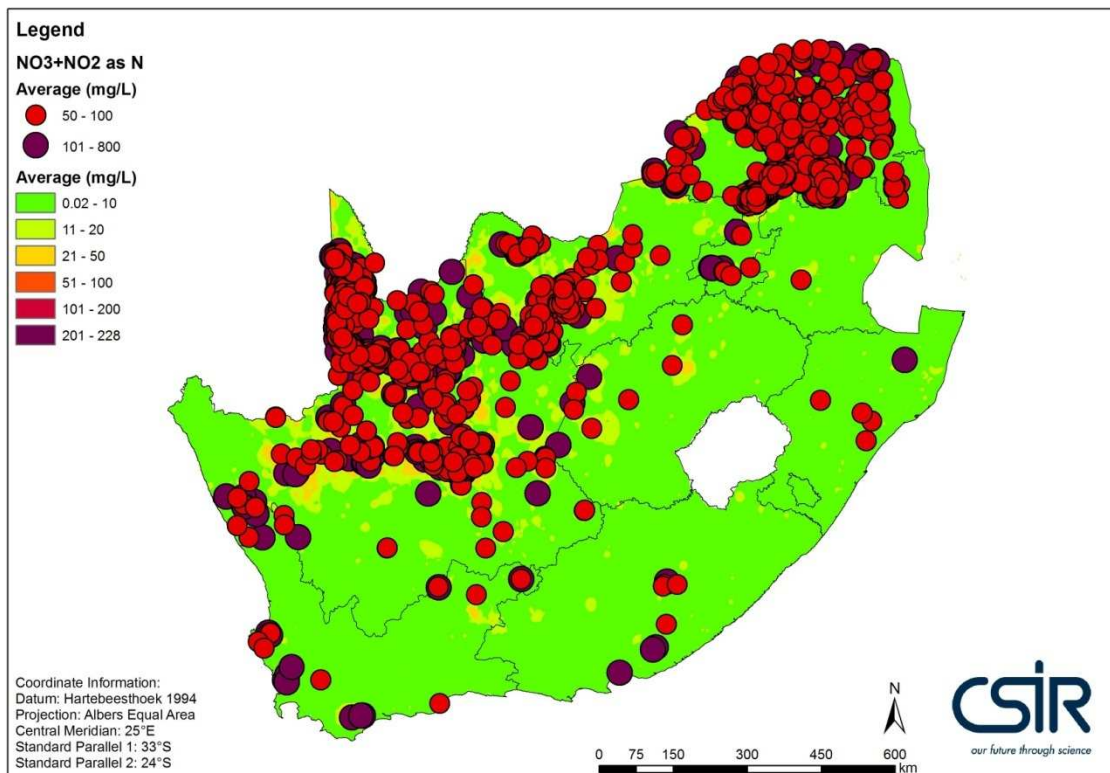 Legend
NO3+NO2 as N
Average (mg/L)
50 - 100
101 - 800
Average (mg/L)
0.02 - 10
11 - 20
21 - 50
51 - 100
101 - 200
201 - 228
Coordinate Information:
Datum: Hartebeesthoek 1994
Projection: Albers Equal Area
Central Meridian: 25°E
Standard Parallel 1: 33°S
Standard Parallel 2: 24°S
N
0 75 150 300 450 600
km
CSIR
our future through science